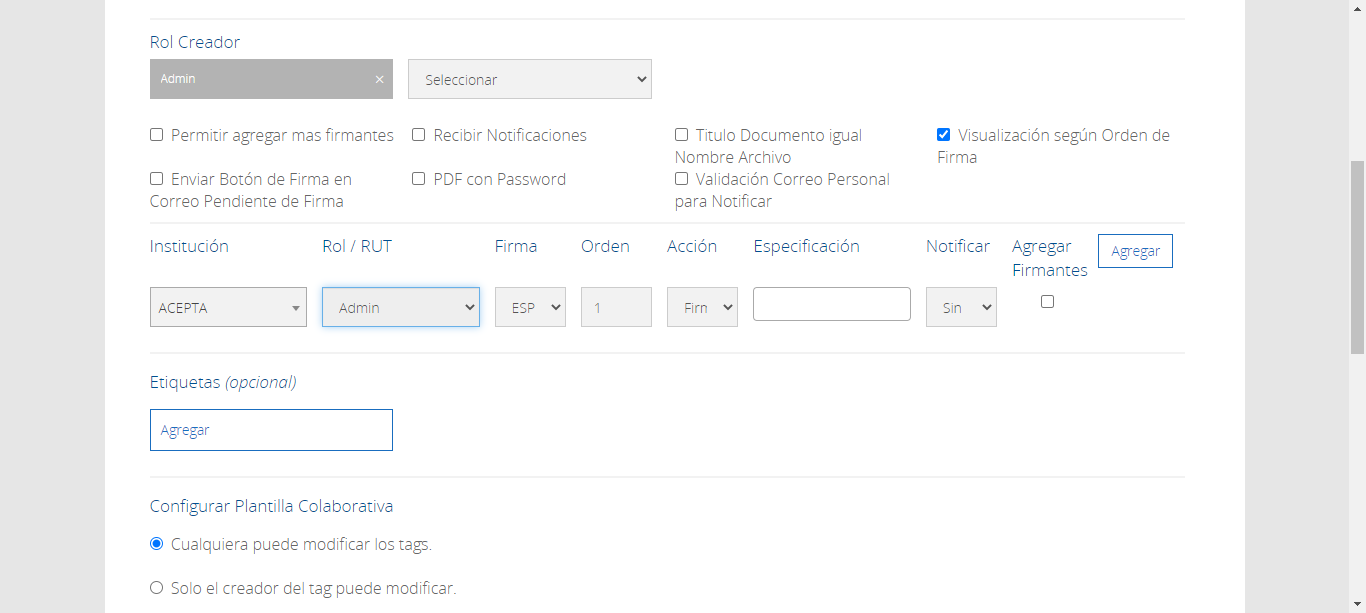 Rol Creador
Admin ×
Seleccionar
Permitir agregar mas firmantes
Recibir Notificaciones
Titulo Documento igual
Nombre Archivo
Visualización según Orden de
Firma
Enviar Botón de Firma en
Correo Pendiente de Firma
PDF con Password
Validación Correo Personal
para Notificar
Institución
Rol / RUT
Firma
Orden
Acción
Especificación
Notificar
Agregar
Firmantes
Agregar
ACEPTA
Admin
ESP
1
Firn
Sin
Etiquetas (opcional)
Agregar
Configurar Plantilla Colaborativa
Cualquiera puede modificar los tags.
Solo el creador del tag puede modificar.